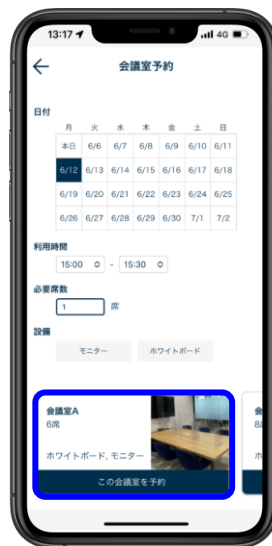 13:17 4G
会議室予約
日付
月 火 水 木 金 土 日
本日 6/6 6/7 6/8 6/9 6/10 6/11
6/12 6/13 6/14 6/15 6/16 6/17 6/18
6/19 6/20 6/21 6/22 6/23 6/24 6/25
6/26 6/27 6/28 6/29 6/30 7/1 7/2
利用時間
15:00 - 15:30
必要席数
1 席
設備
モニター ホワイトボード
会議室A 会
6席 8
ホワイトボード, モニター ホ
この会議室を予約